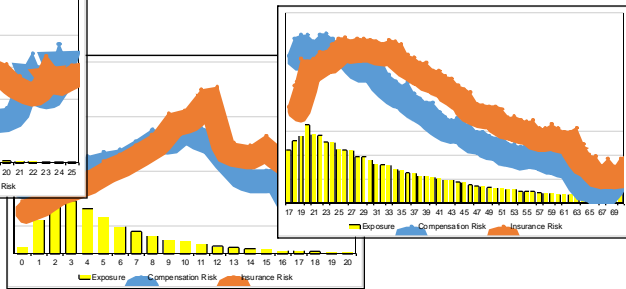 20 21 22 23 24 25
Risk
17 19 21 23 25 27 29 31 33 35 37 39 41 43 45 47 49 51 53 55 57 59 61 63 65 67 69
Exposure Compensation Risk Insurance Risk
0 1 2 3 4 5 6 7 8 9 10 11 12 13 14 15 16 17 18 19 20
Exposure Compensation Risk Insurance Risk